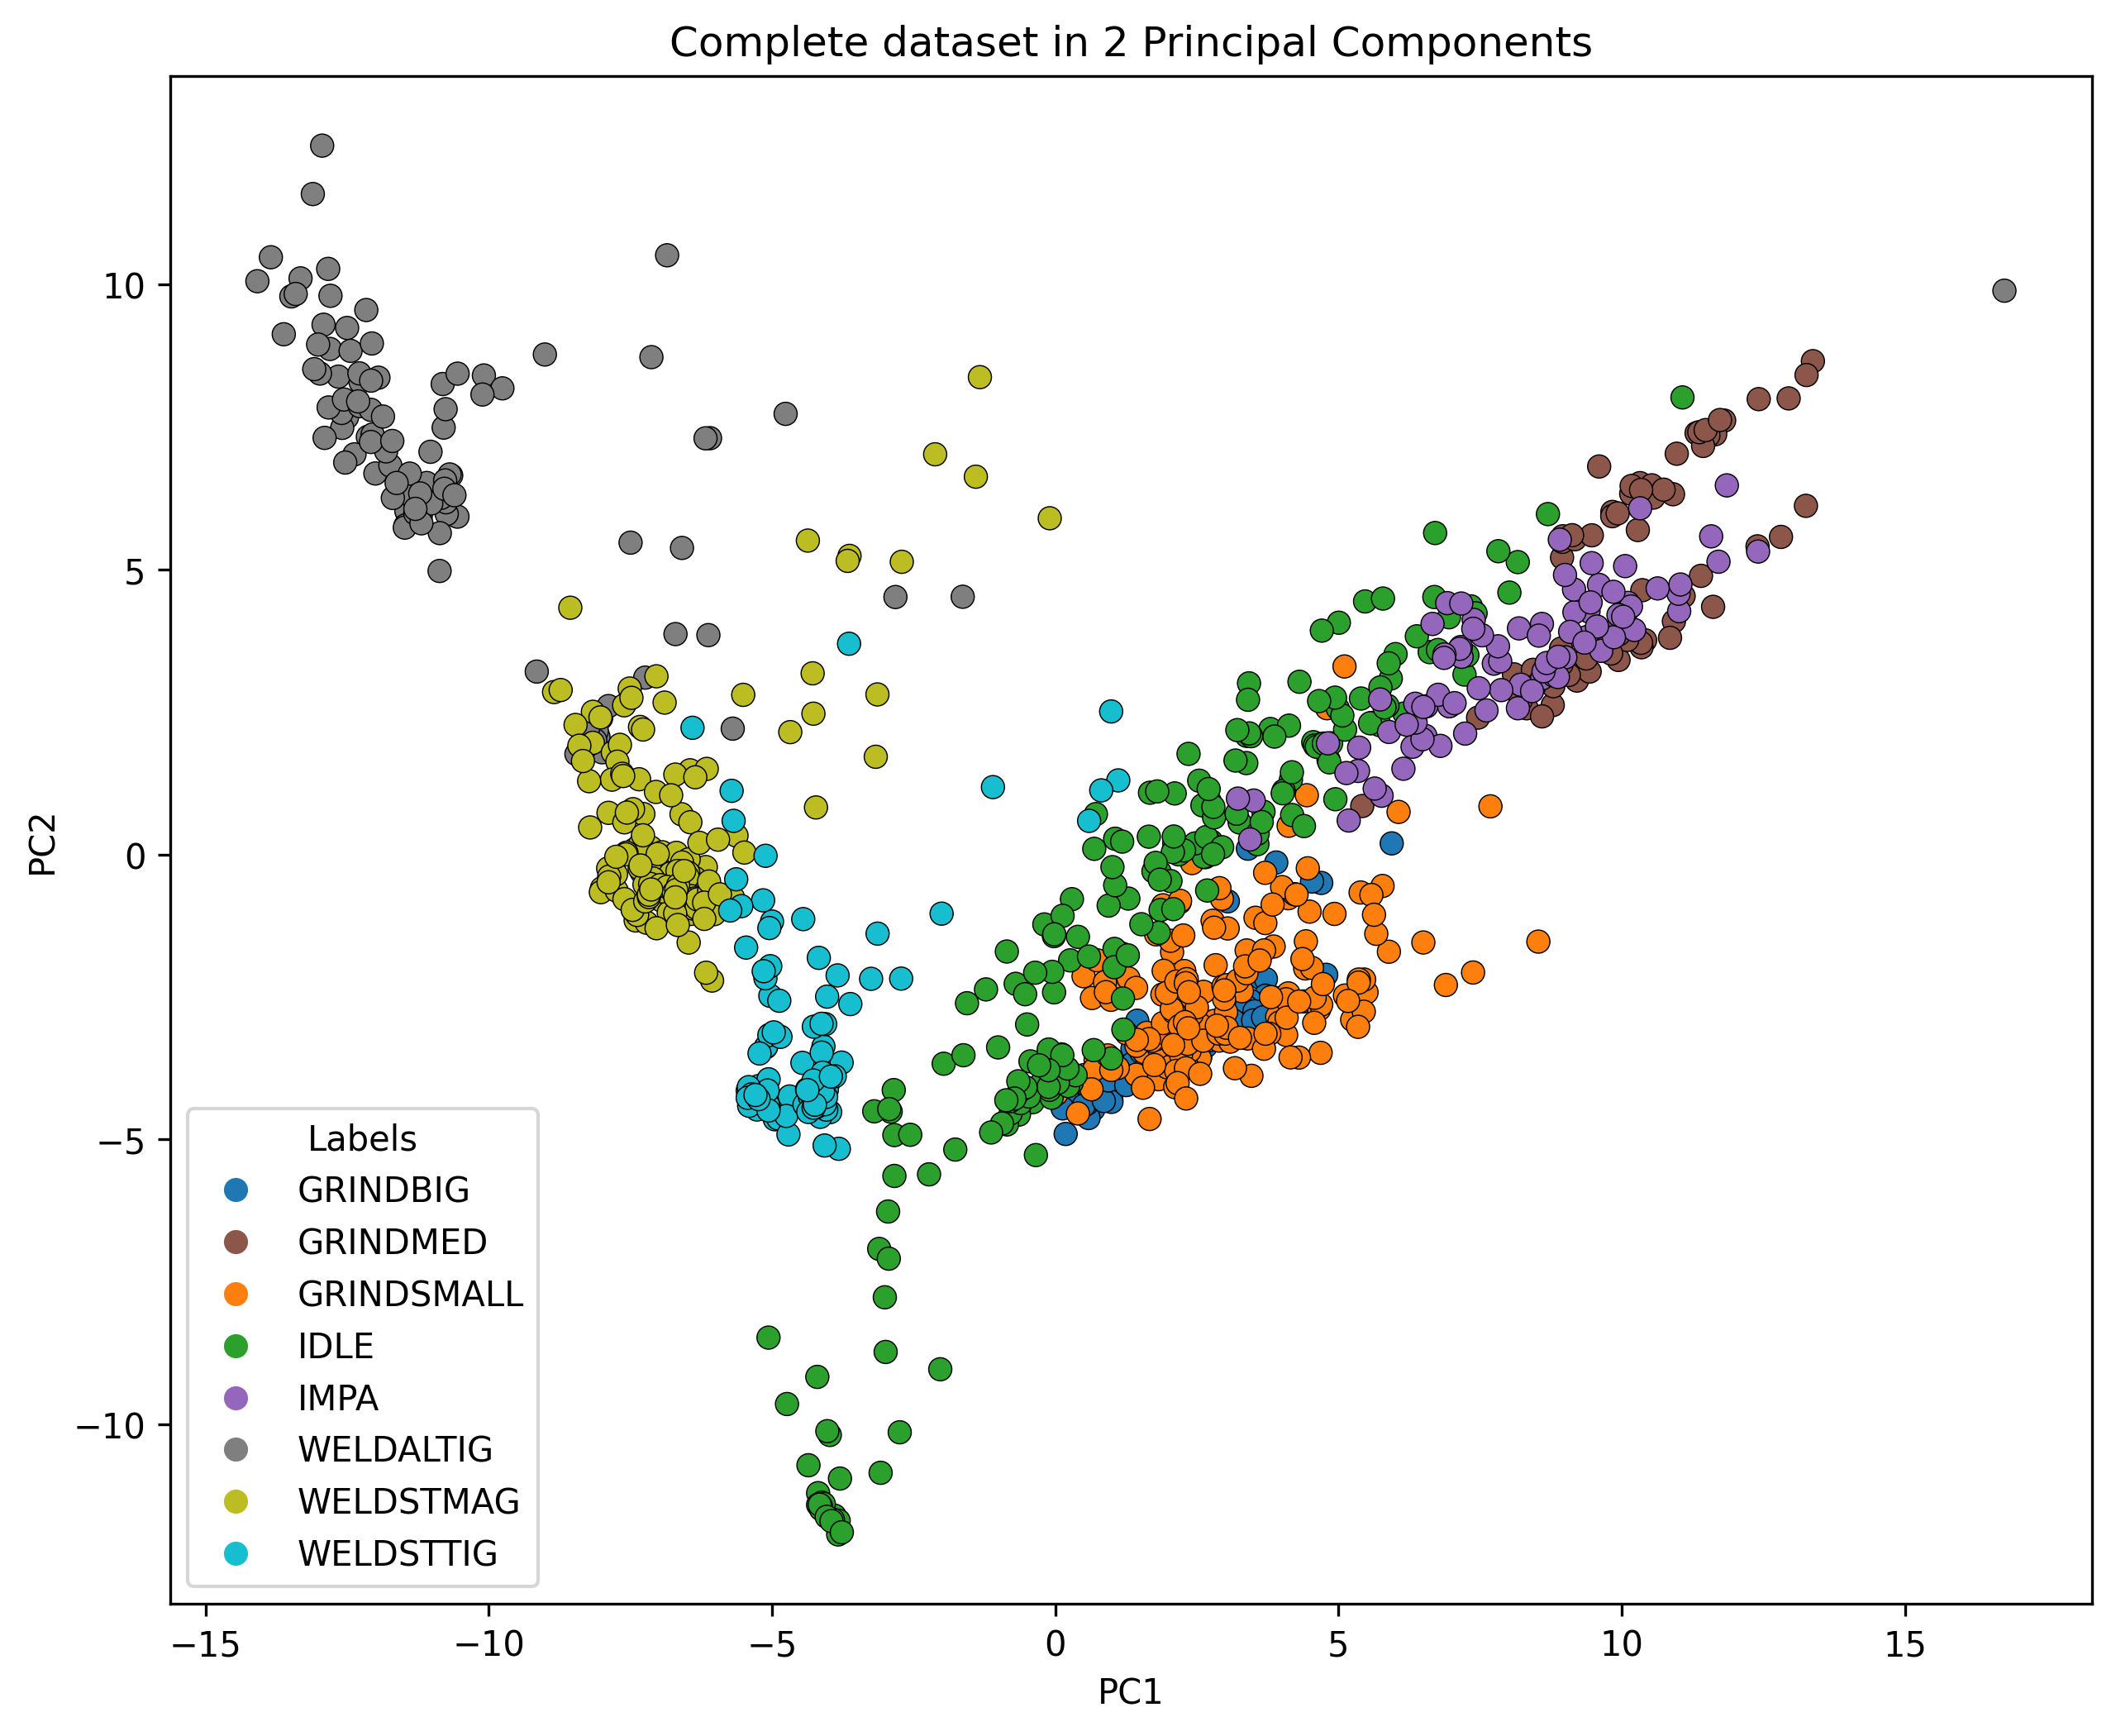 Complete dataset in 2 Principal Components
PC2
10
5
0
−5
−10
Labels
GRINDBIG
GRINDMED
GRINDSMALL
IDLE
IMPA
WELDALTIG
WELDSTMAG
WELDSTTIG
−15 −10 −5 0 5 10 15
PC1